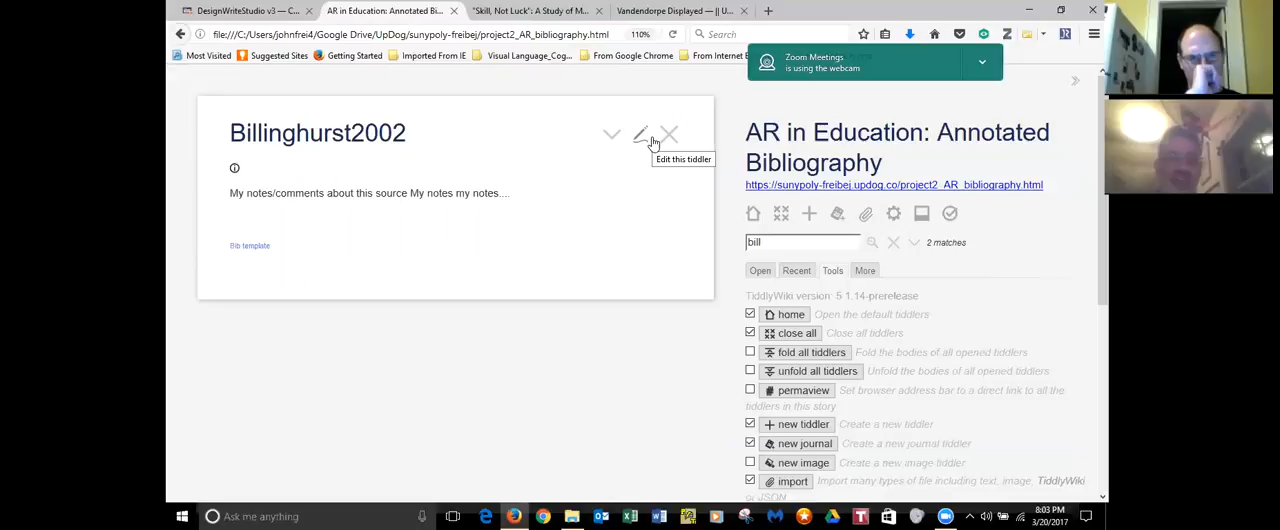 DesignWriteStudio v3 — C...
AR in Education: Annotated Bi...
"Skill, Not Luck": A Study of M...
Vandendorpe Displayed — || U...
file:///C:/Users/johnfrei4/Google Drive/UpDog/sunypoly-freibej/project2_AR_bibliography.html
110%
Search
Most Visited
Suggested Sites
Getting Started
Imported From IE
Visual Language_Cog...
From Google Chrome
From Internet E
Zoom Meetings
is using the webcam
Billinghurst2002
Edit this tiddler
My notes/comments about this source My notes my notes....
Bib template
AR in Education: Annotated
Bibliography
https://sunypoly-freibej.updog.co/project2_AR_bibliography.html
bill
2 matches
Open Recent Tools More
TiddlyWiki version: 5.1.14-prerelease
home Open the default tiddlers
close all Close all tiddlers
fold all tiddlers Fold the bodies of all opened tiddlers
unfold all tiddlers Unfold the bodies of all opened tiddlers
permaview Set browser address bar to a direct link to all the
tiddlers in this story
new tiddler Create a new tiddler
new journal Create a new journal tiddler
new image Create a new image tiddler
import Import many types of file including text, image, TiddlyWiki
or JSON
Ask me anything
8:03 PM
3/20/2017